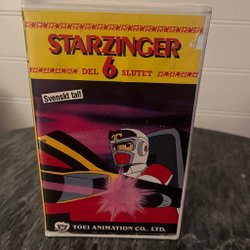 STARZINGER
DEL 6 SLUTET
Svenskt tal!
TOEI ANIMATION CO., LTD.